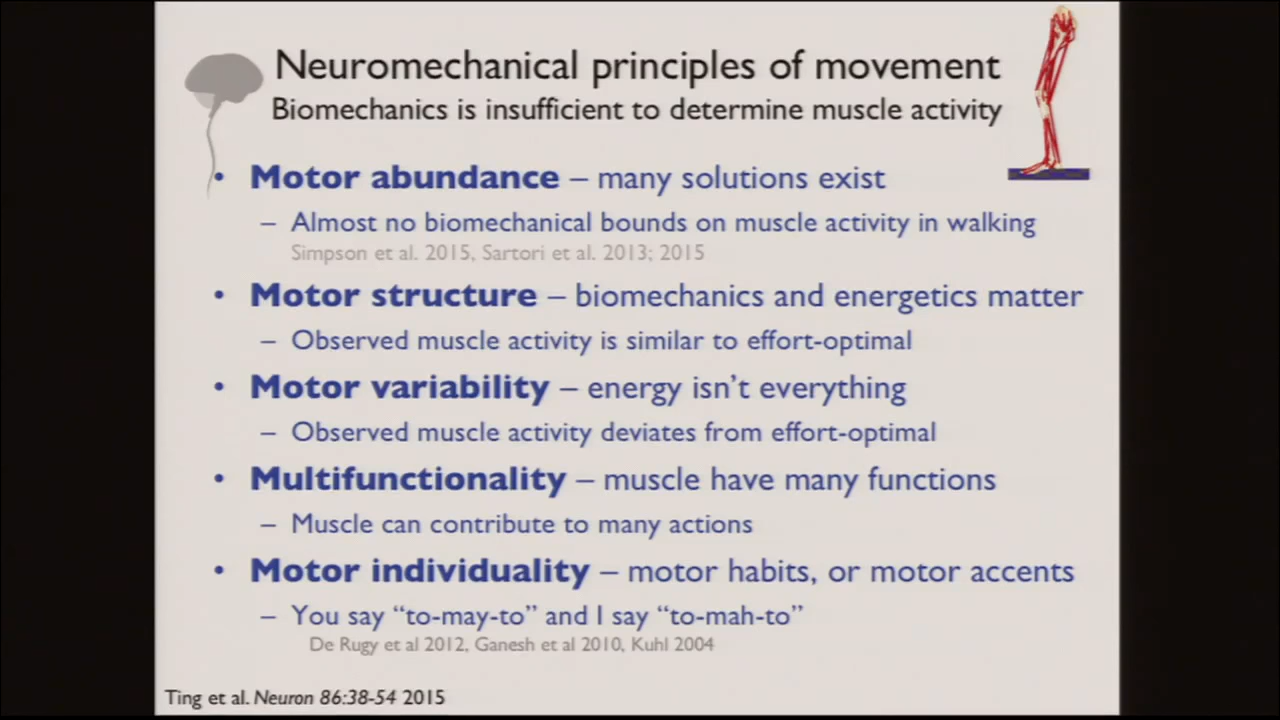 Neuromechanical principles of movement
Biomechanics is insufficient to determine muscle activity
• Motor abundance – many solutions exist
– Almost no biomechanical bounds on muscle activity in walking
Simpson et al. 2015, Sartori et al. 2013; 2015
• Motor structure – biomechanics and energetics matter
– Observed muscle activity is similar to effort-optimal
• Motor variability – energy isn’t everything
– Observed muscle activity deviates from effort-optimal
• Multifunctionality – muscle have many functions
– Muscle can contribute to many actions
• Motor individuality – motor habits, or motor accents
– You say “to-may-to” and I say “to-mah-to”
De Rugy et al 2012, Ganesh et al 2010, Kuhl 2004
Ting et al. Neuron 86:38-54 2015